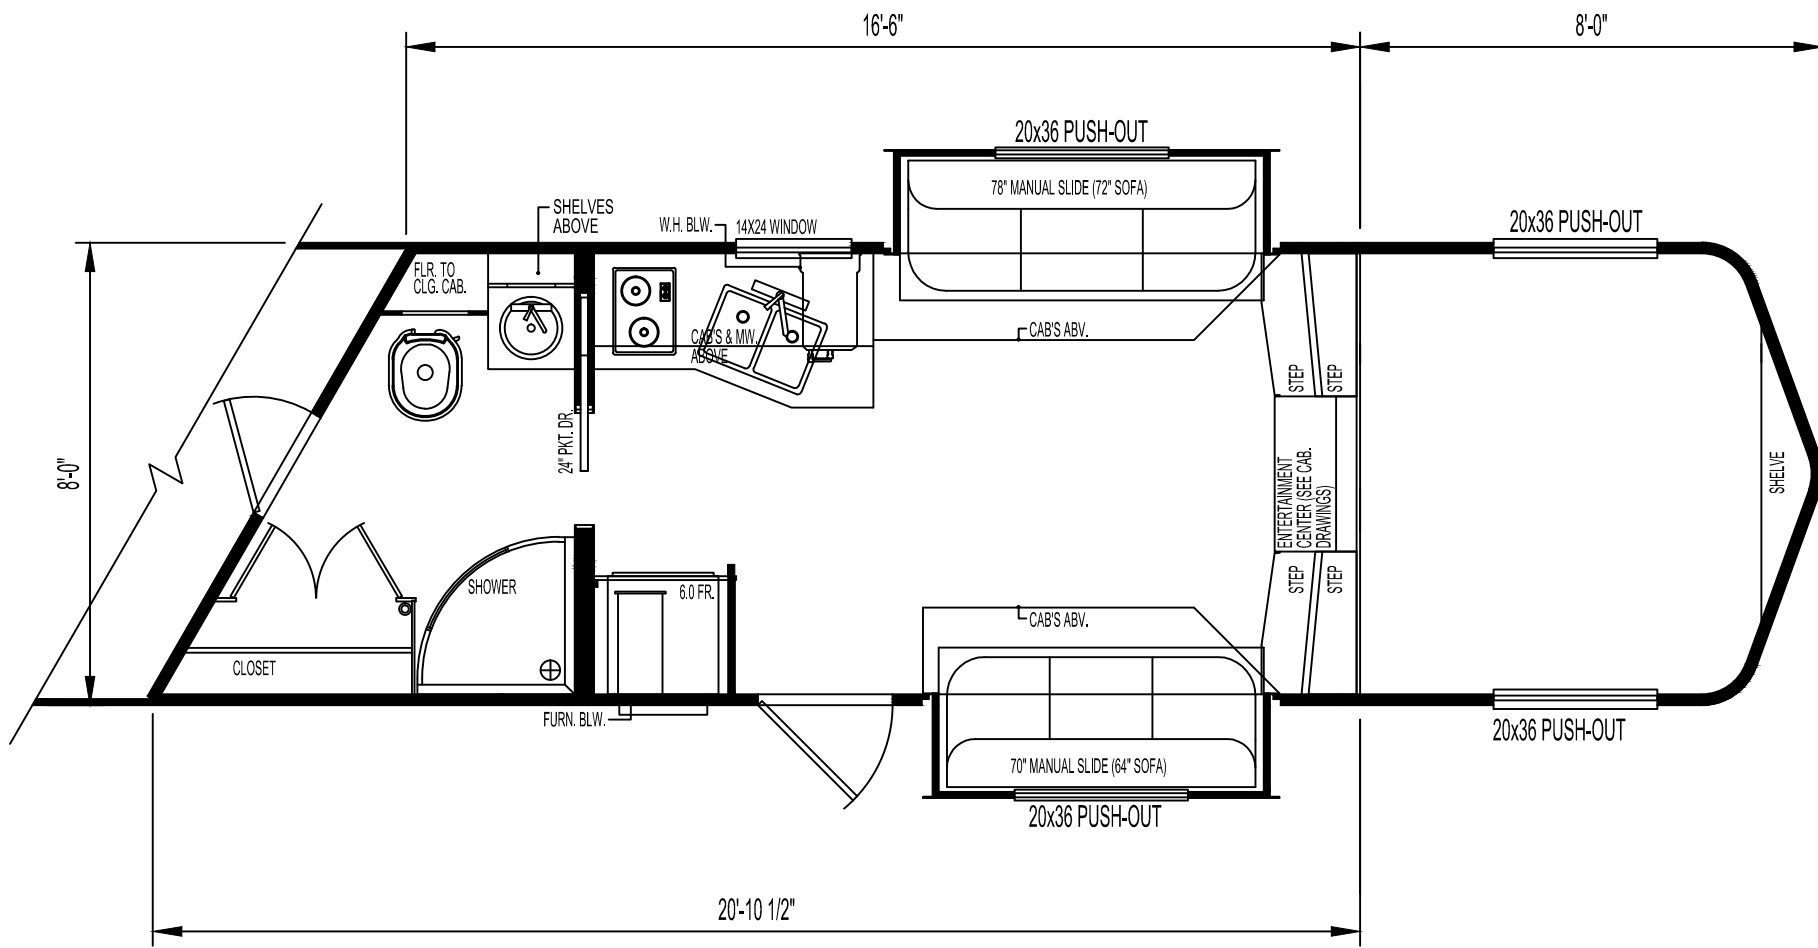 16'-6"
8'-0"
20x36 PUSH-OUT
78" MANUAL SLIDE (72" SOFA)
SHELVES
ABOVE
W.H. BLW.
14X24 WINDOW
20x36 PUSH-OUT
FLR. TO
CLG. CAB.
CAB'S & MW.
ABOVE
CAB'S ABV.
STEP
STEP
24" PKT. DR.
8'-0"
ENTERTAINMENT
CENTER (SEE CAB.
DRAWINGS)
SHELVE
SHOWER
6.0 FR.
STEP
STEP
CAB'S ABV.
CLOSET
FURN. BLW.
70" MANUAL SLIDE (64" SOFA)
20x36 PUSH-OUT
20x36 PUSH-OUT
20'-10 1/2"